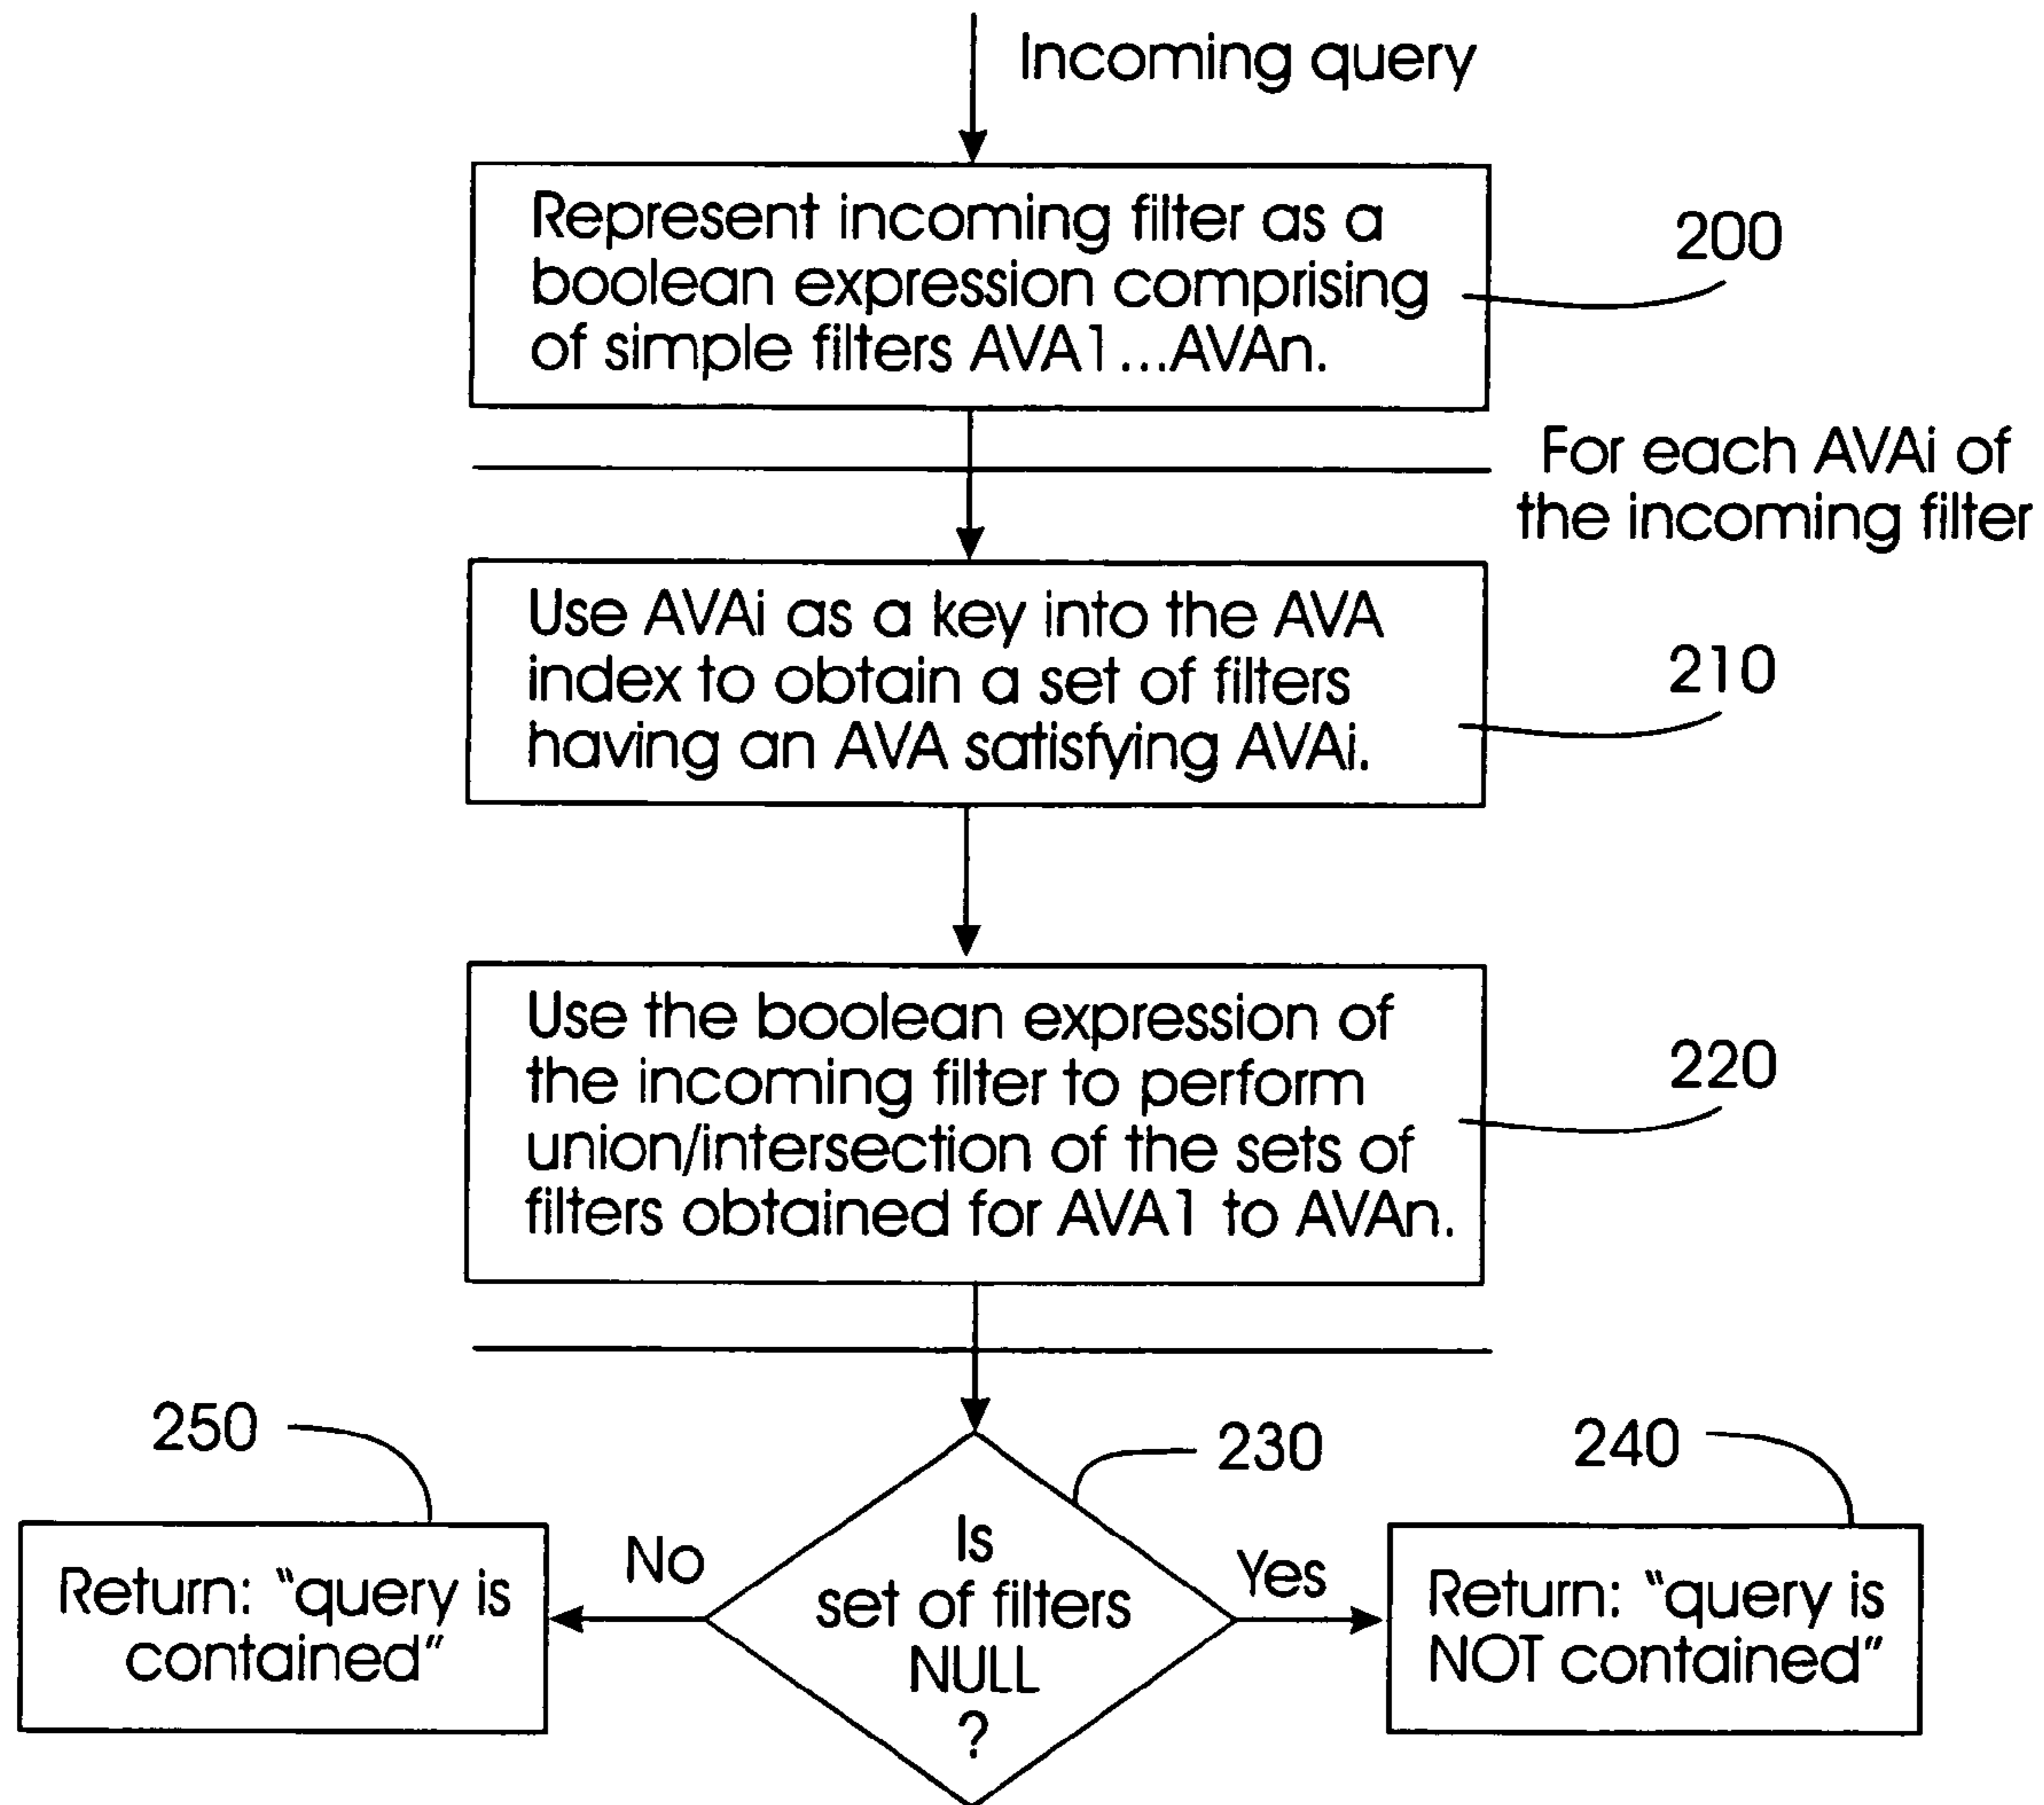 Incoming query
Represent incoming filter as a
boolean expression comprising
of simple filters AVA1...AVAn.
200
For each AVAi of
the incoming filter
Use AVAi as a key into the AVA
index to obtain a set of filters
having an AVA satisfying AVAi.
210
Use the boolean expression of
the incoming filter to perform
union/intersection of the sets of
filters obtained for AVA1 to AVAn.
220
250
230
240
No
Is
set of filters
NULL
?
Yes
Return: “query is
contained”
Return: “query is
NOT contained”